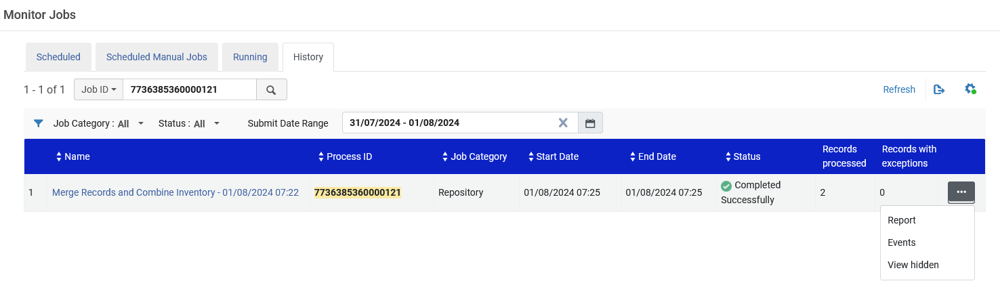 Monitor Jobs
Scheduled Scheduled Manual Jobs Running History
1 - 1 of 1 Job ID 7736385360000121 Refresh
Job Category : All Status : All Submit Date Range 31/07/2024 - 01/08/2024
Name Process ID Job Category Start Date End Date Status Records processed Records with exceptions
1 Merge Records and Combine Inventory - 01/08/2024 07:22 7736385360000121 Repository 01/08/2024 07:25 01/08/2024 07:25 Completed Successfully 2 0
Report
Events
View hidden